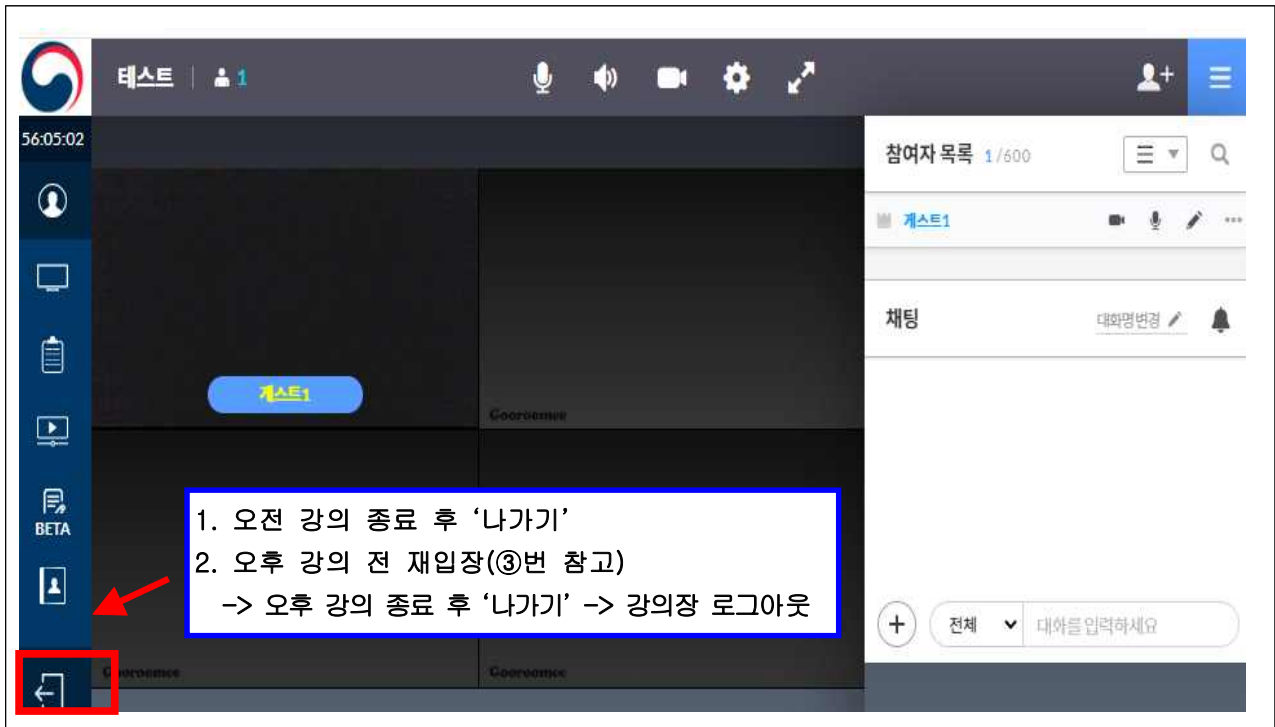 테스트 1
56:05:02
참여자 목록 1/600
게스트1
채팅 대화명변경
게스트1
Gooroomee
BETA
1. 오전 강의 종료 후 ‘나가기’
2. 오후 강의 전 재입장(③번 참고)
-> 오후 강의 종료 후 ‘나가기’ -> 강의장 로그아웃
전체 대화를 입력하세요
Gooroomee Gooroomee